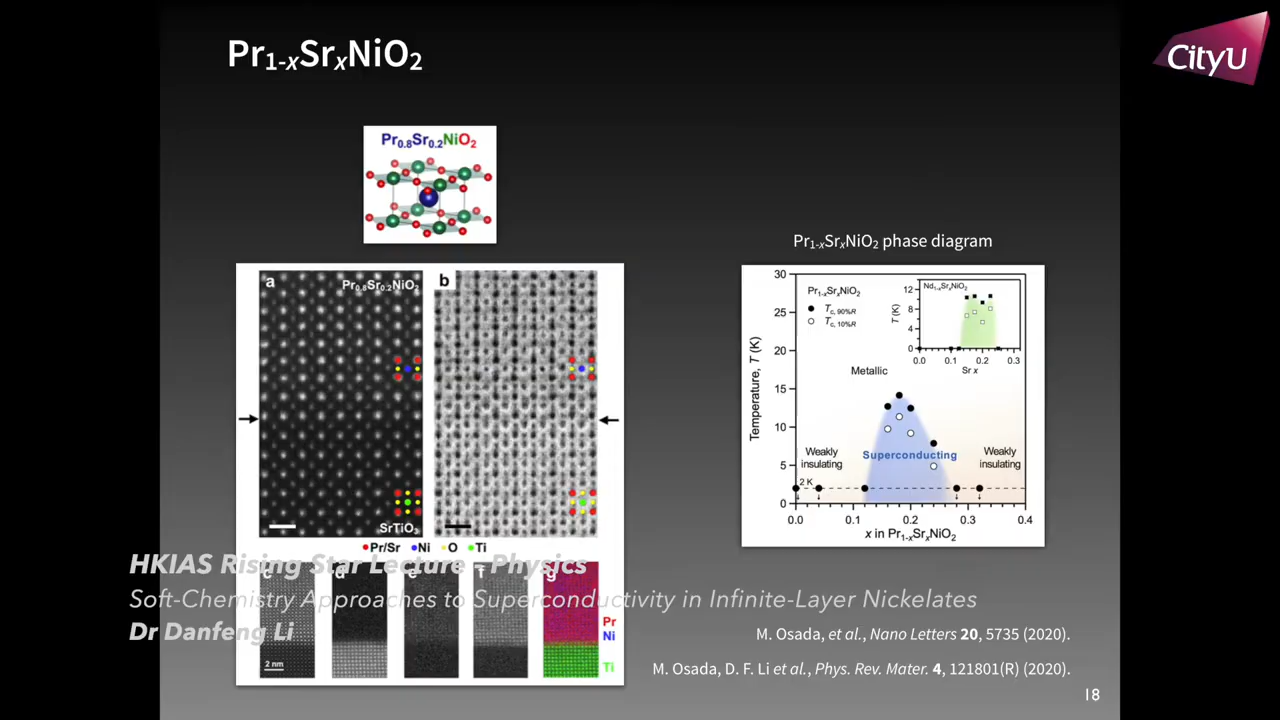 Pr1-xSrxNiO2
CityU
Pr0.8Sr0.2NiO2
a
Pr0.8Sr0.2NiO2
SrTiO3
b
Pr/Sr Ni O Ti
c d e f g
2 nm
Pr
Ni
Ti
Pr1-xSrxNiO2 phase diagram
Pr1-xSrxNiO2
Tc, 90%R
Tc, 10%R
Nd1-xSrxNiO2
T (K)
12
8
4
0
0.0 0.1 0.2 0.3
Sr x
Temperature, T (K)
30
25
20
15
10
5
0
Metallic
Superconducting
Weakly
insulating
Weakly
insulating
2 K
0.0 0.1 0.2 0.3 0.4
x in Pr1-xSrxNiO2
HKIAS Rising Star Lecture - Physics
Soft-Chemistry Approaches to Superconductivity in Infinite-Layer Nickelates
Dr Danfeng Li
M. Osada, et al., Nano Letters 20, 5735 (2020).
M. Osada, D. F. Li et al., Phys. Rev. Mater. 4, 121801(R) (2020).
18